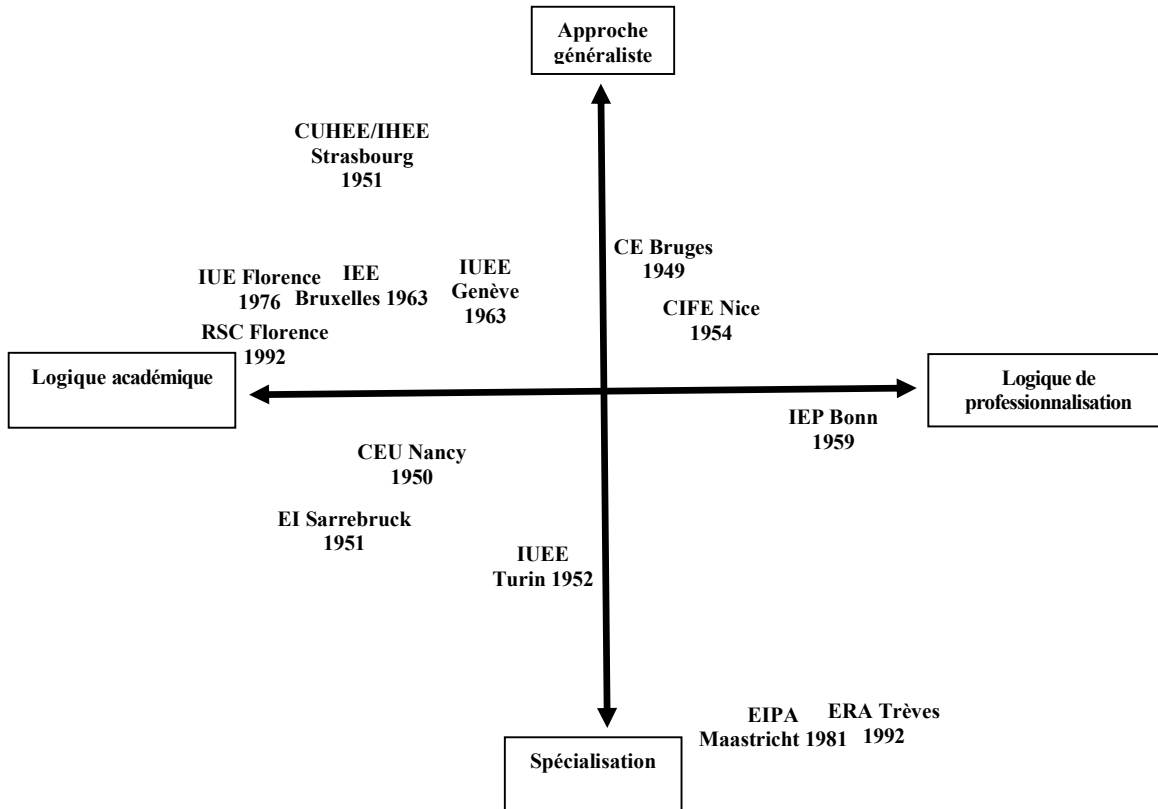 Approche
généraliste
CUHEE/IHEE
Strasbourg
1951
CE Bruges
1949
IUEE
Genève
1963
IEE
Bruxelles 1963
IUE Florence
1976
CIFE Nice
1954
RSC Florence
1992
Logique académique
Logique de
professionnalisation
IEP Bonn
1959
CEU Nancy
1950
EI Sarrebruck
1951
IUEE
Turin 1952
EIPA
Maastricht 1981
ERA Trèves
1992
Spécialisation